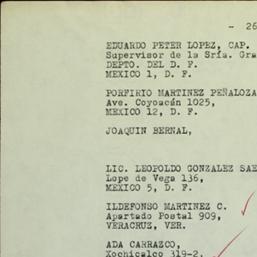 - 26
EDUARDO PETER LOPEZ, CAP.
Supervisor de la Sría. Gra
DEPTO. DEL D. F.
MEXICO 1, D. F.
PORFIRIO MARTINEZ PEÑALOZA
Ave. Coyoacán 1025,
MEXICO 12, D. F.
JOAQUIN BERNAL,
LIC. LEOPOLDO GONZALEZ SAE
Lope de Vega 136,
MEXICO 5, D. F.
ILDEFONSO MARTINEZ C.
Apartado Postal 909,
VERACRUZ, VER.
ADA CARRAZCO,
Xochicalco 319-2,